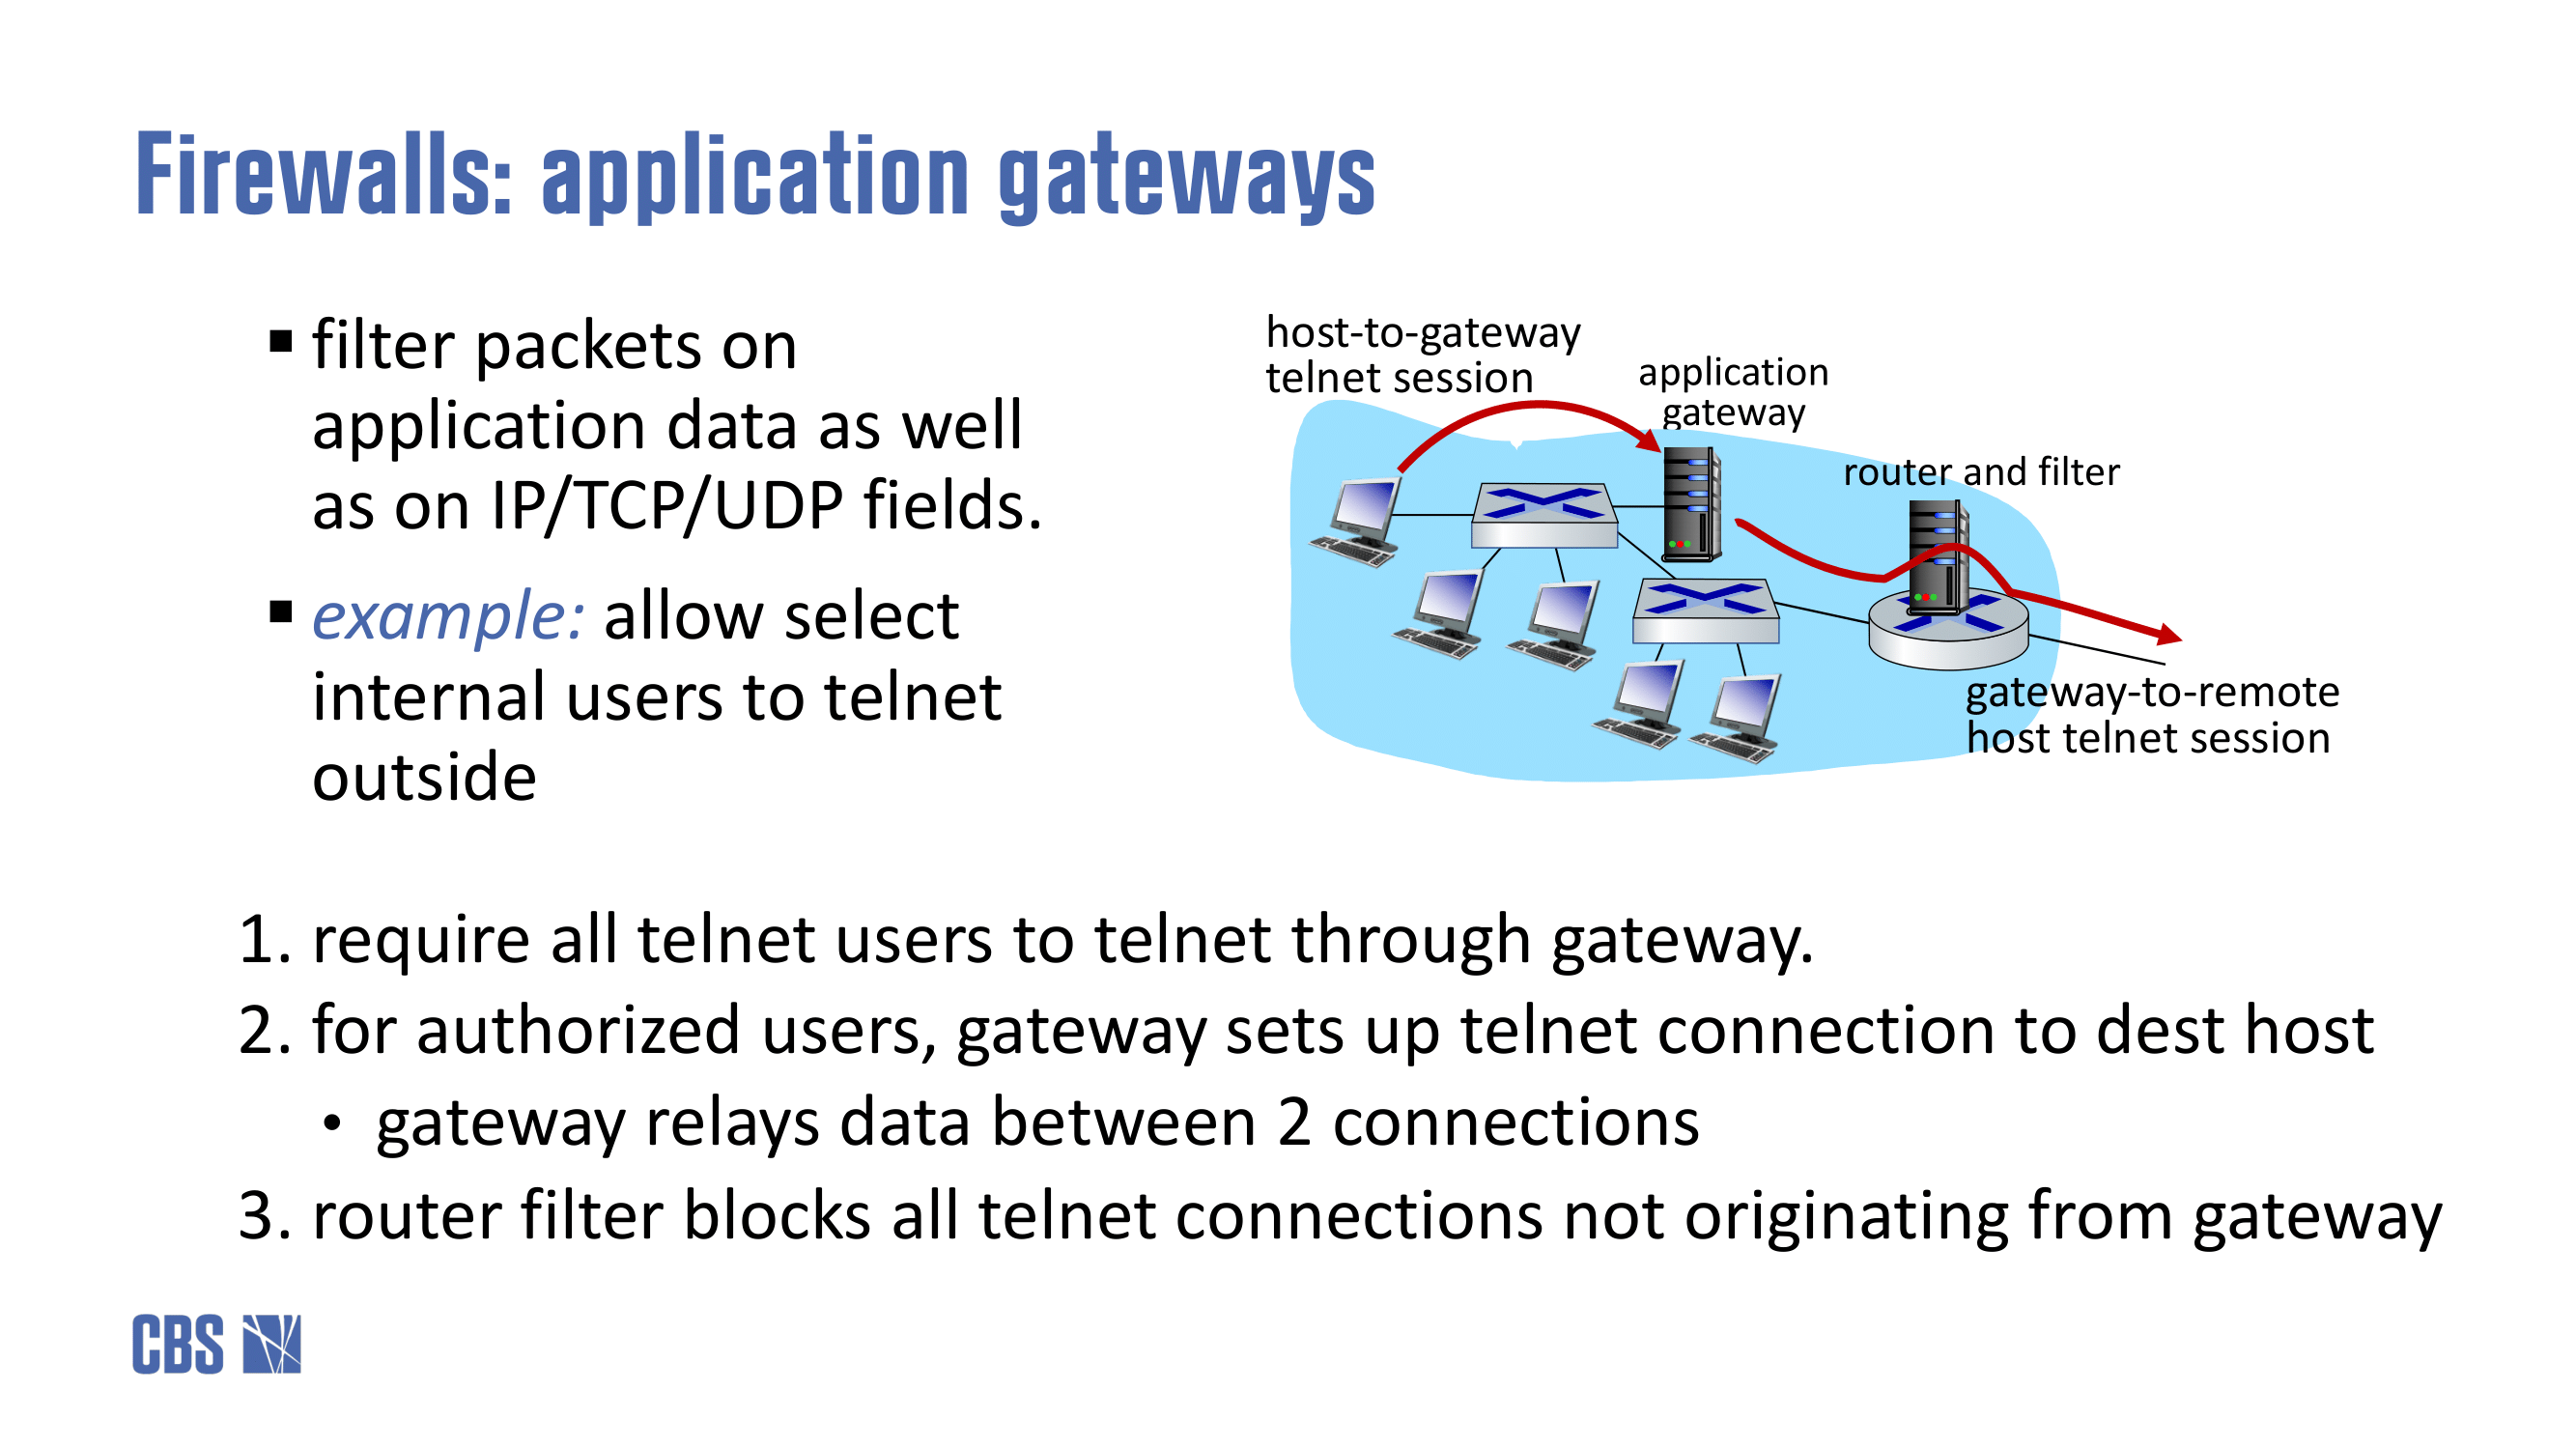 Firewalls: application gateways
▪ filter packets on
application data as well
as on IP/TCP/UDP fields.
▪ example: allow select
internal users to telnet
outside
host-to-gateway
telnet session
application
gateway
router and filter
gateway-to-remote
host telnet session
1. require all telnet users to telnet through gateway.
2. for authorized users, gateway sets up telnet connection to dest host
• gateway relays data between 2 connections
3. router filter blocks all telnet connections not originating from gateway
CBS